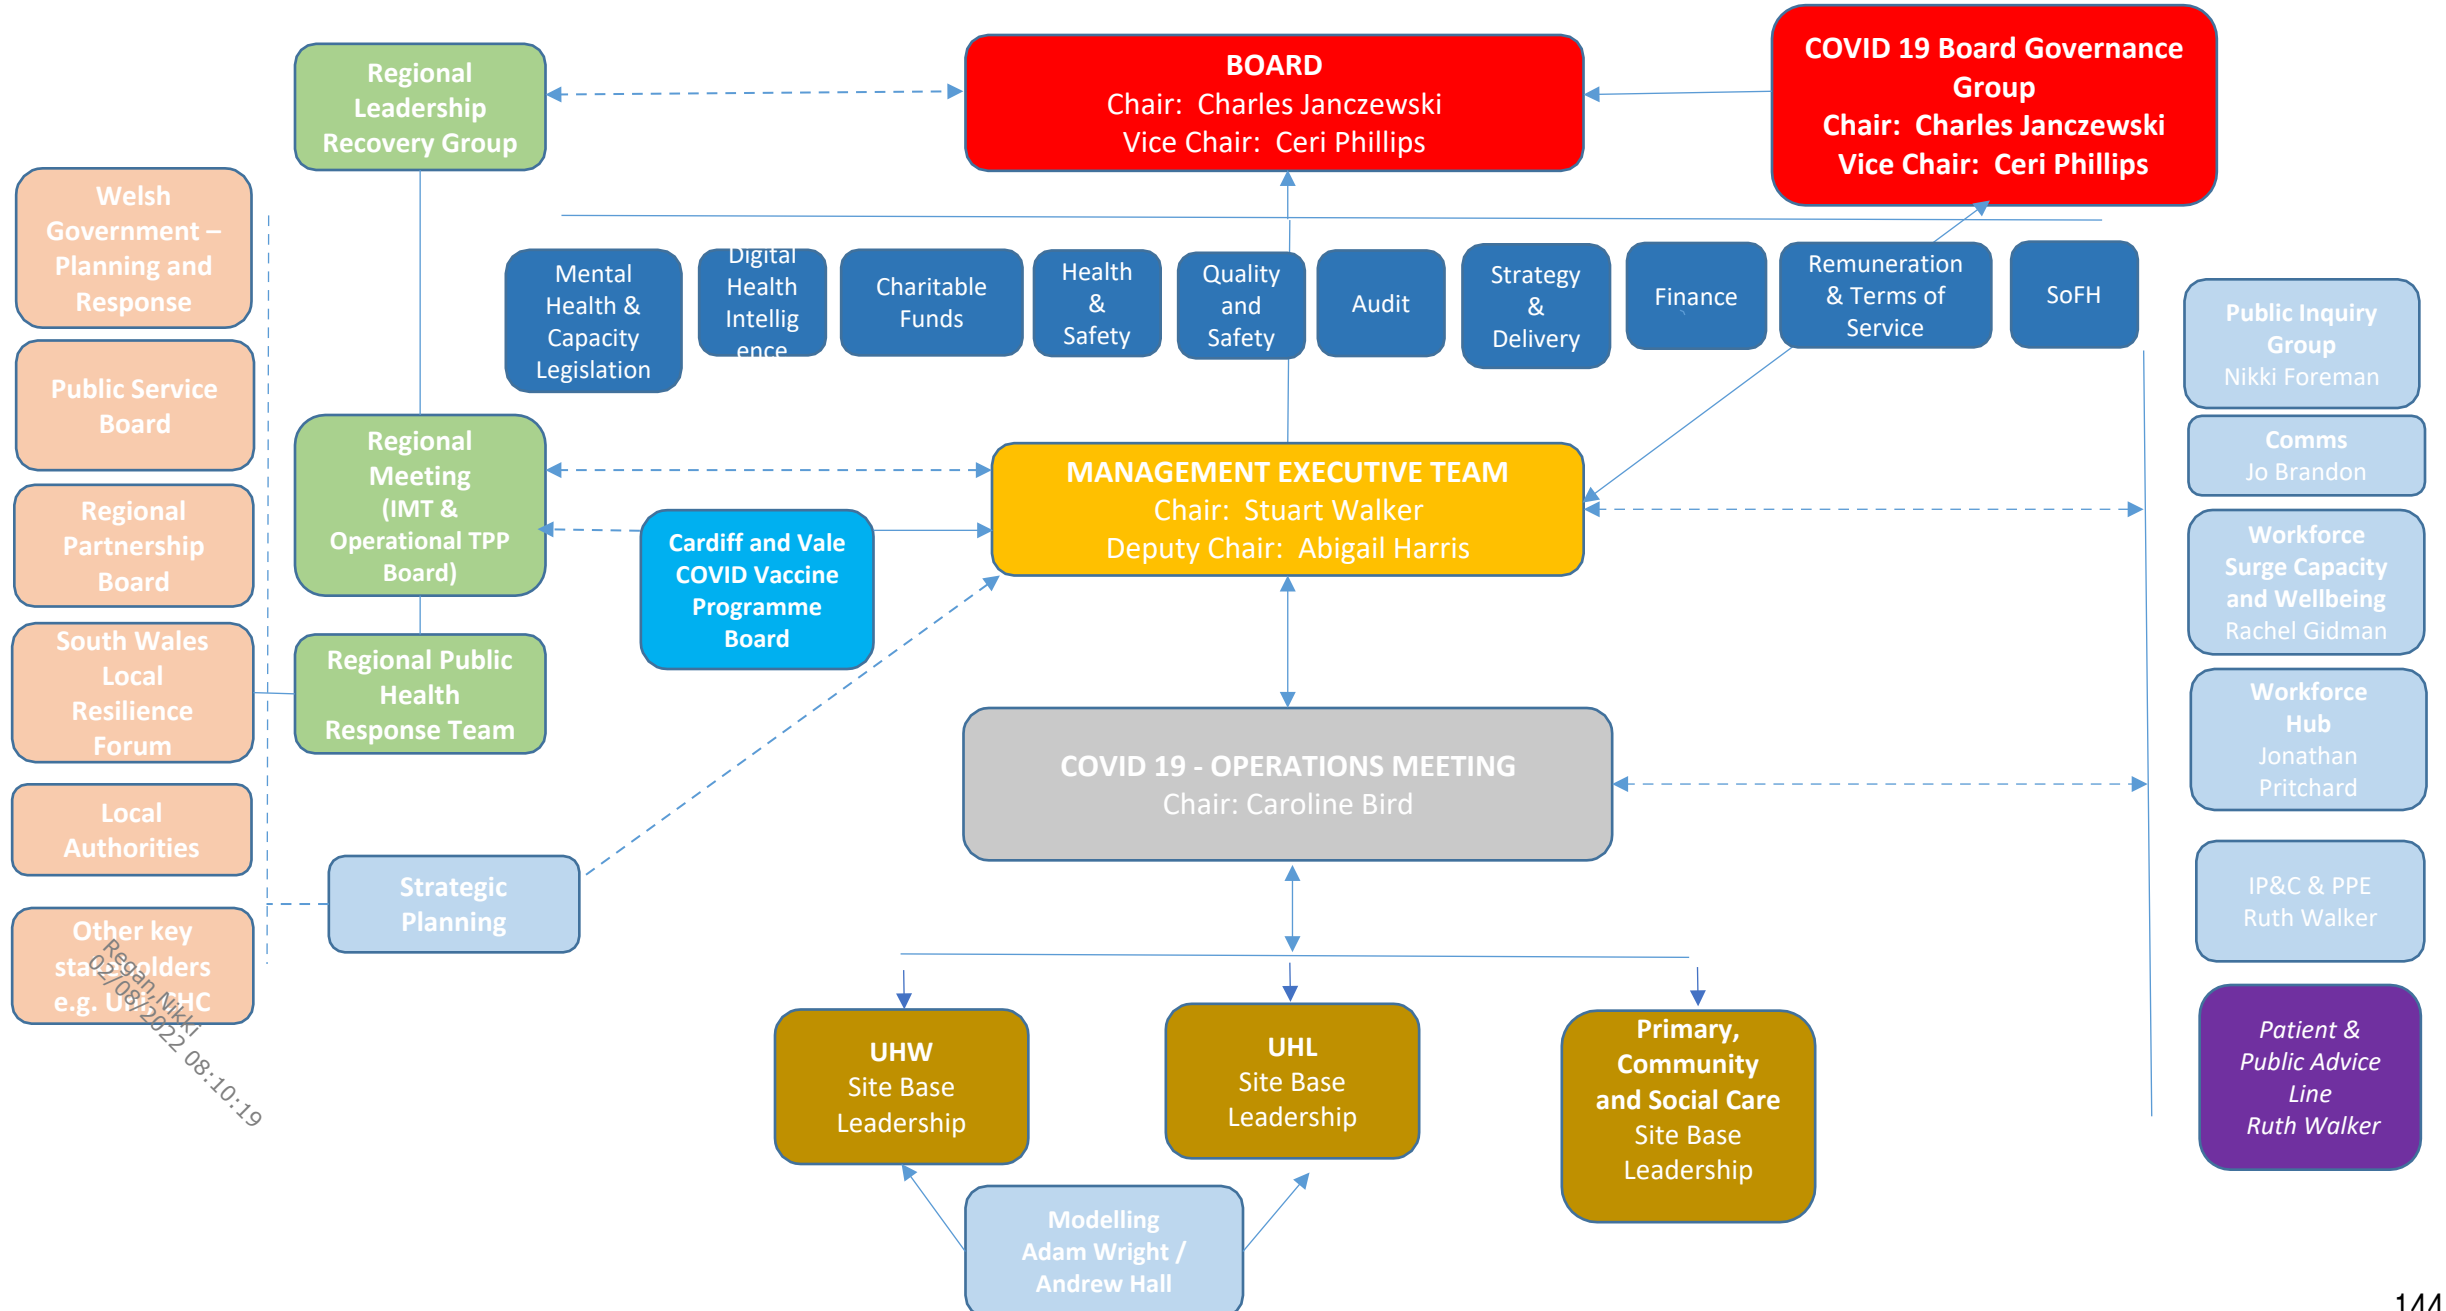 Regional
Leadership
Recovery Group
BOARD
Chair: Charles Janczewski
Vice Chair: Ceri Phillips
COVID 19 Board Governance
Group
Chair: Charles Janczewski
Vice Chair: Ceri Phillips
Welsh
Government –
Planning and
Response
Public Service
Board
Regional
Partnership
Board
South Wales
Local
Resilience
Forum
Local
Authorities
Other key
stakeholders
e.g. CHC
Regan, Nikki
02/08/2022 08:10:19
Mental
Health &
Capacity
Legislation
Digital
Health
Intellig
ence
Charitable
Funds
Health
&
Safety
Quality
and
Safety
Audit
Strategy
&
Delivery
Finance
Remuneration
& Terms of
Service
SoFH
Regional
Meeting
(IMT &
Operational TPP
Board)
Regional Public
Health
Response Team
Cardiff and Vale
COVID Vaccine
Programme
Board
MANAGEMENT EXECUTIVE TEAM
Chair: Stuart Walker
Deputy Chair: Abigail Harris
Strategic
Planning
COVID 19 - OPERATIONS MEETING
Chair: Caroline Bird
UHW
Site Base
Leadership
UHL
Site Base
Leadership
Primary,
Community
and Social Care
Site Base
Leadership
Modelling
Adam Wright /
Andrew Hall
Public Inquiry
Group
Nikki Foreman
Comms
Jo Brandon
Workforce
Surge Capacity
and Wellbeing
Rachel Gidman
Workforce
Hub
Jonathan
Pritchard
IP&C & PPE
Ruth Walker
Patient &
Public Advice
Line
Ruth Walker
144